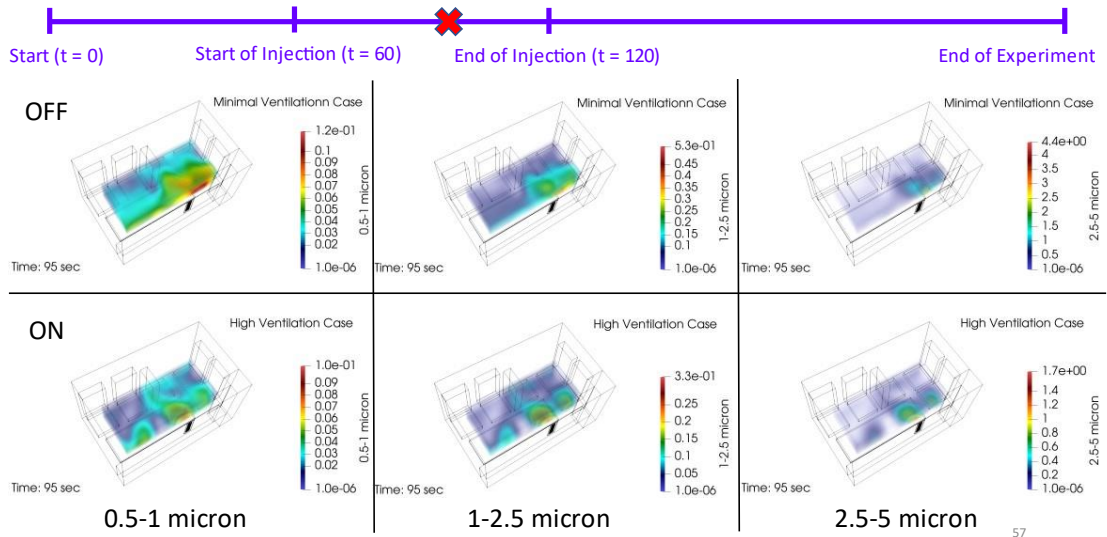 Start (t = 0)
Start of Injection (t = 60)
End of Injection (t = 120)
End of Experiment
OFF
Minimal Ventilationn Case
1.2e-01
0.1
0.09
0.08
0.07
0.06
0.05
0.04
0.03
0.02
1.0e-06
0.5-1 micron
Time: 95 sec
Minimal Ventilationn Case
5.3e-01
0.45
0.4
0.35
0.3
0.25
0.2
0.15
0.1
1.0e-06
1-2.5 micron
Time: 95 sec
Minimal Ventilationn Case
4.4e+00
4
3.5
3
2.5
2
1.5
1
0.5
1.0e-06
2.5-5 micron
Time: 95 sec
ON
High Ventilation Case
1.0e-01
0.09
0.08
0.07
0.06
0.05
0.04
0.03
0.02
1.0e-06
0.5-1 micron
Time: 95 sec
High Ventilation Case
3.3e-01
0.25
0.2
0.15
0.1
1.0e-06
1-2.5 micron
Time: 95 sec
High Ventilation Case
1.7e+00
1.4
1.2
1
0.8
0.6
0.4
0.2
1.0e-06
2.5-5 micron
Time: 95 sec
0.5-1 micron
1-2.5 micron
2.5-5 micron
57